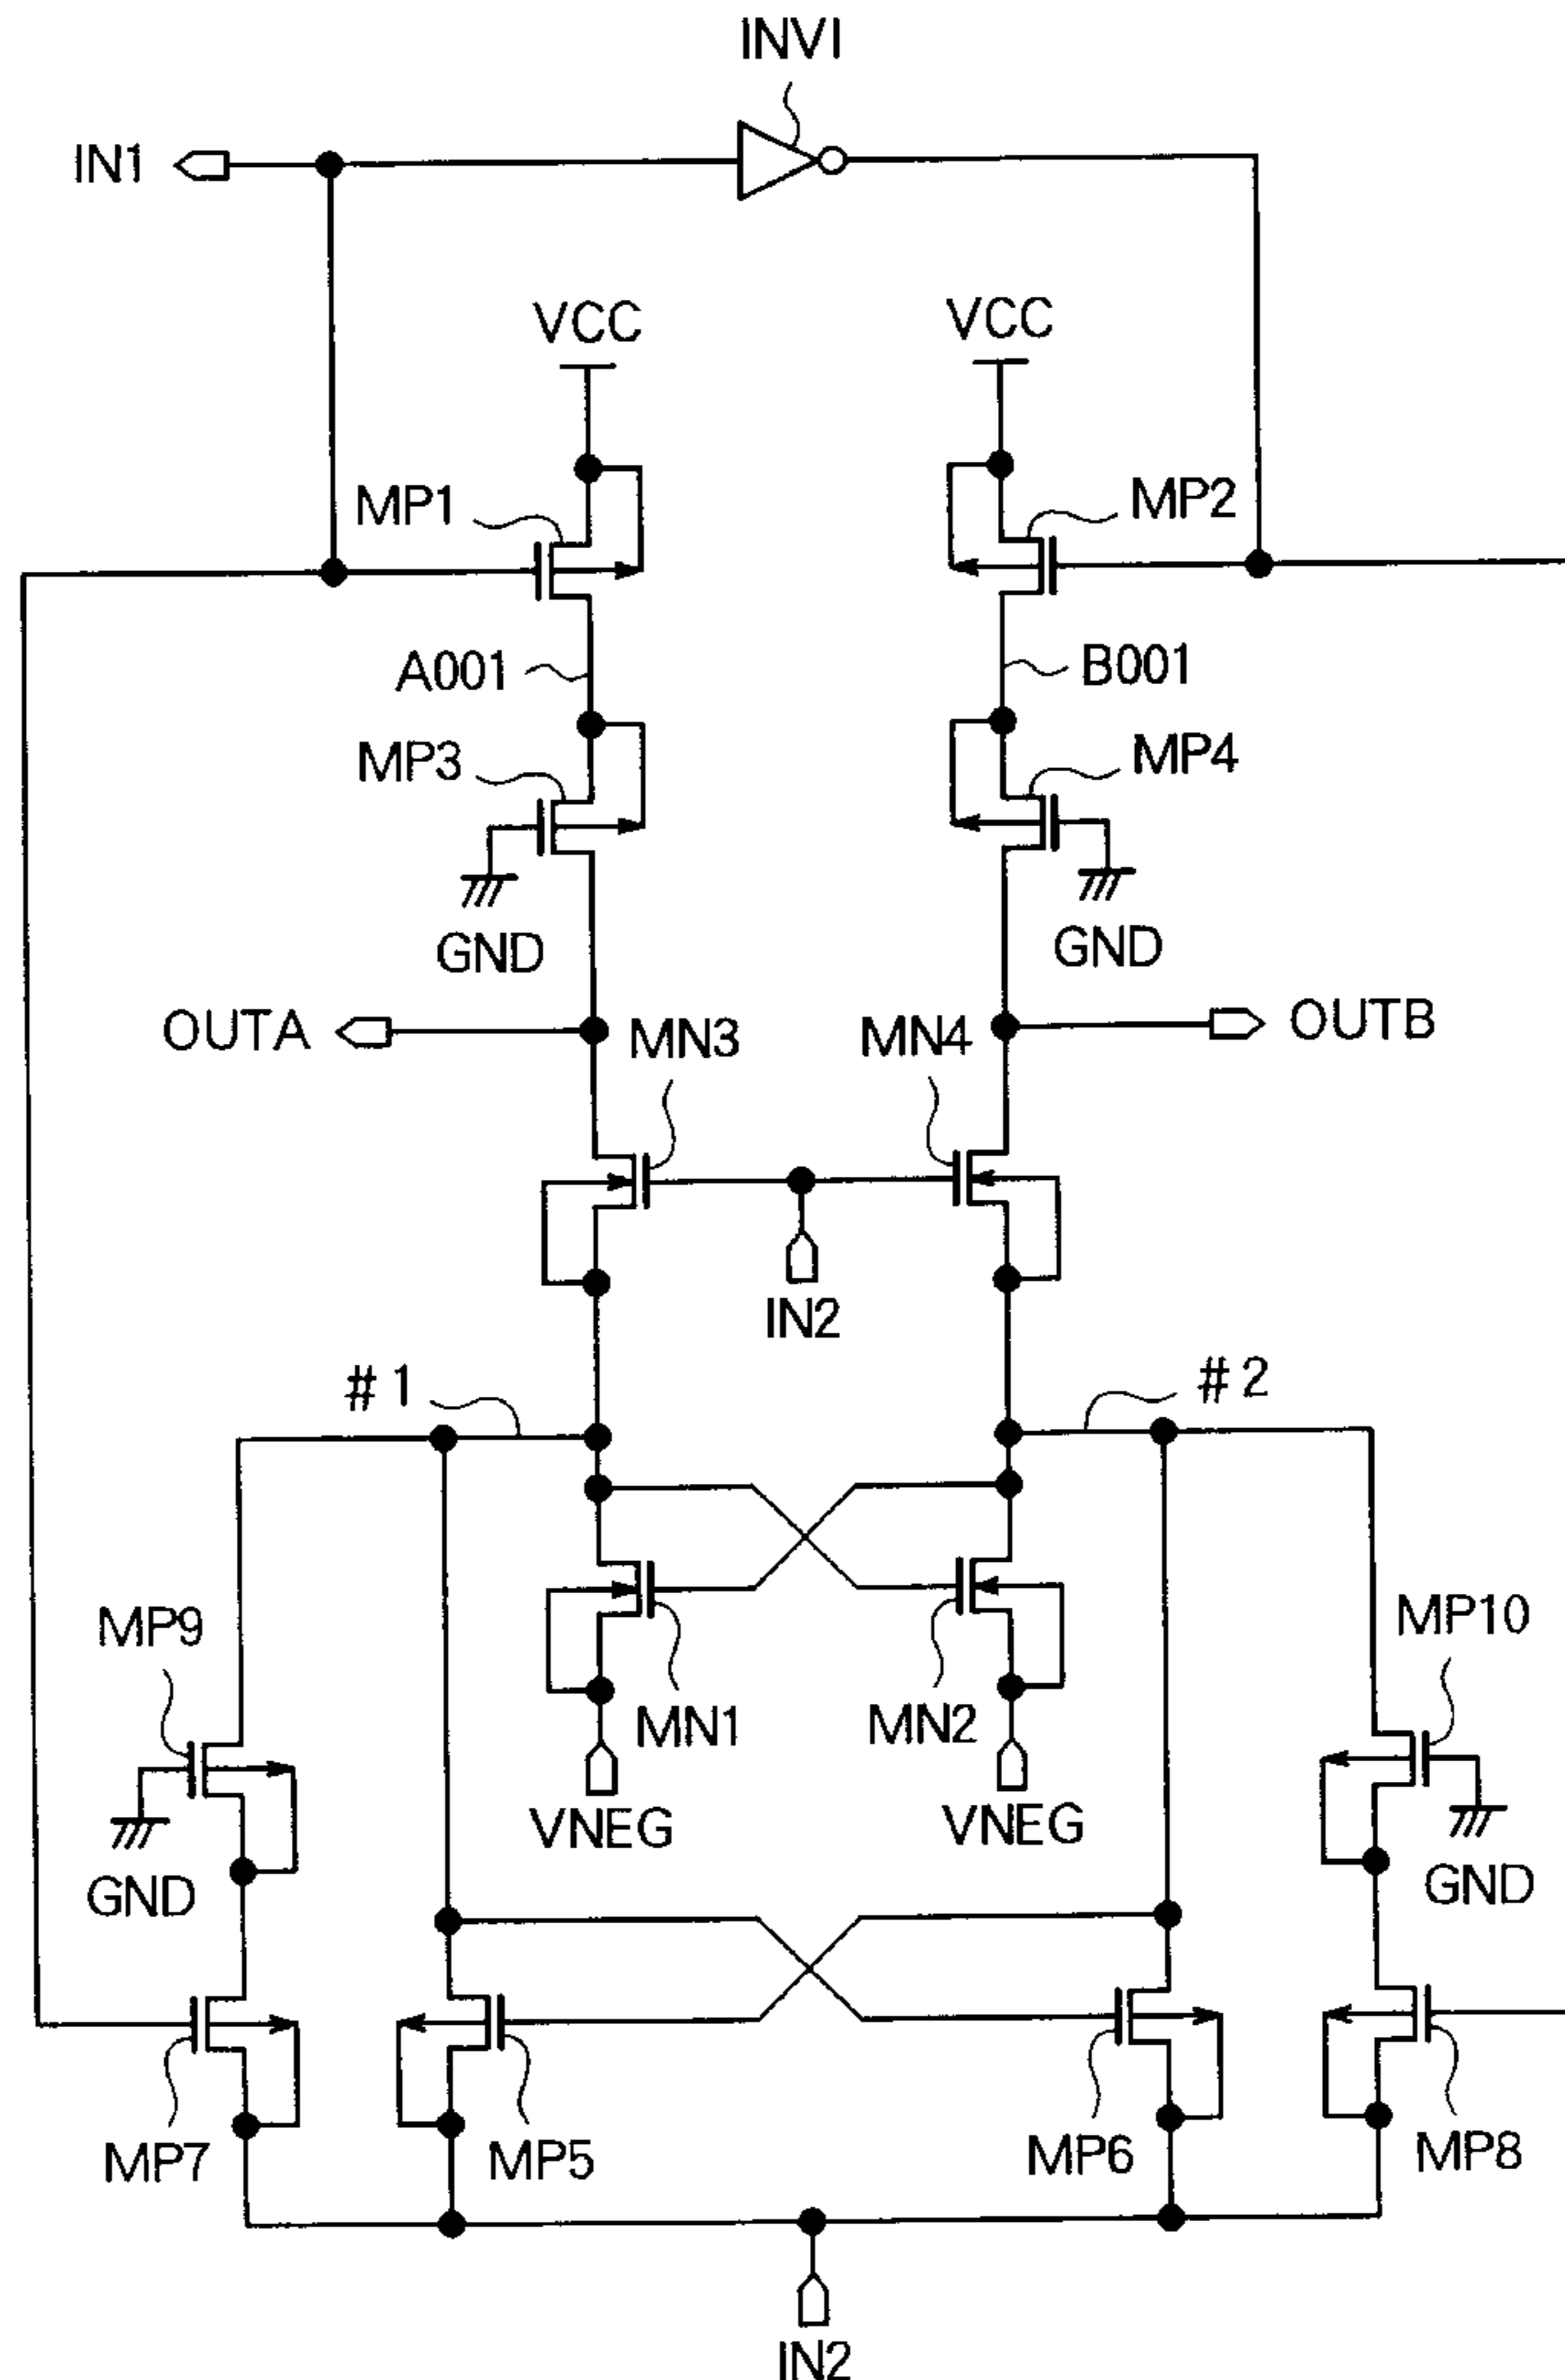 INVI
IN1
VCC
VCC
MP1
MP2
A001
B001
MP3
MP4
GND
GND
OUTA
MN3
MN4
OUTB
IN2
#1
#2
MP9
MP10
MN1
MN2
VNEG
VNEG
GND
GND
MP7
MP5
MP6
MP8
IN2